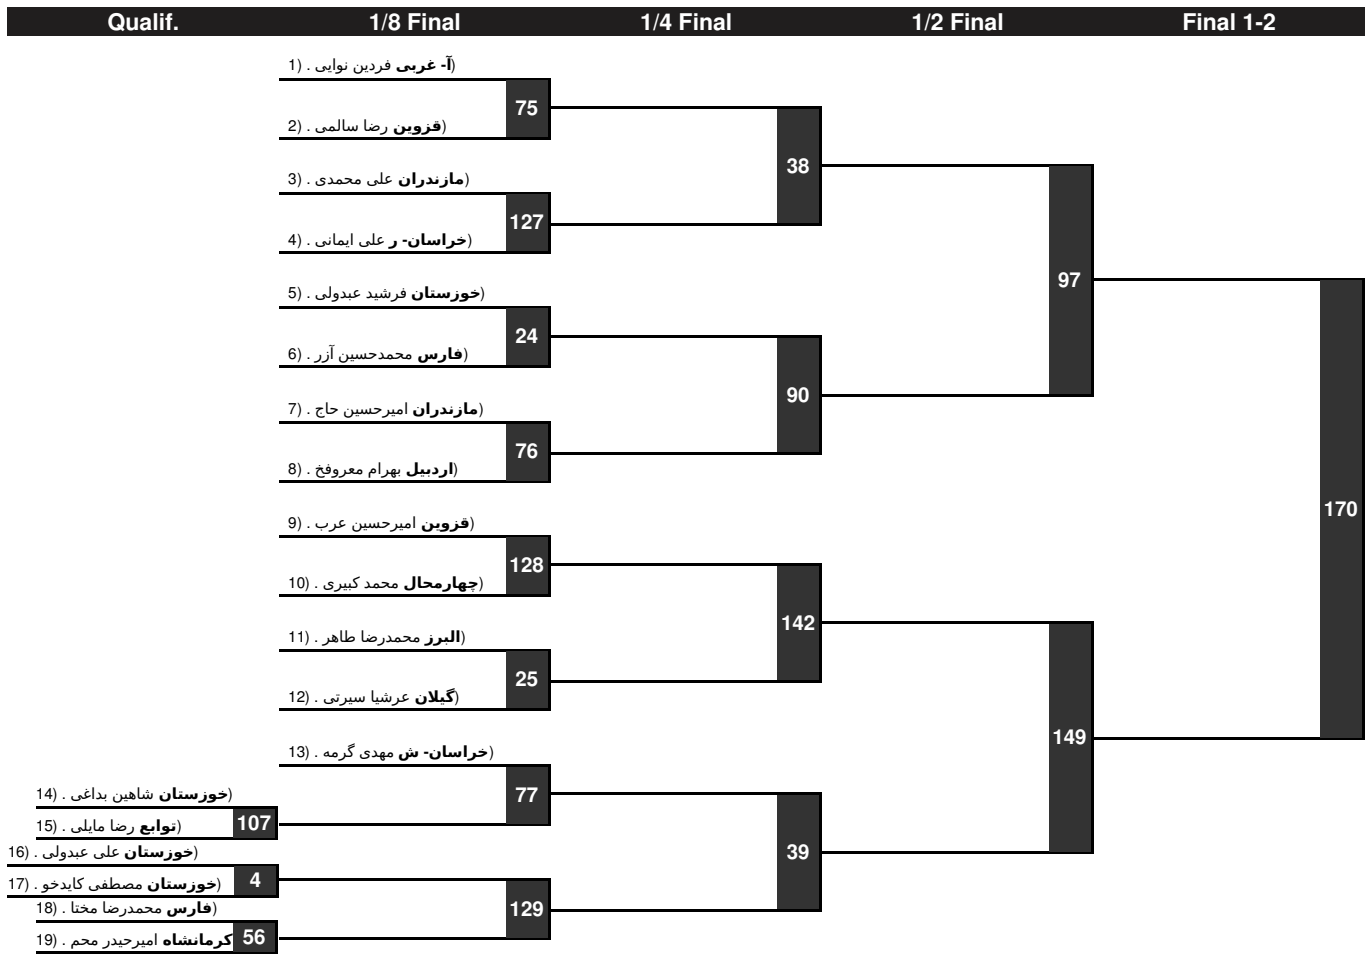 Qualif. 1/8 Final 1/4 Final 1/2 Final Final 1-2
1) . فردین نوایی (آ- غربی
75
2) . رضا سالمی (قزوین
38
3) . علی محمدی (مازندران
127
4) . علی ایمانی (خراسان- ر
97
5) . فرشید عبدولی (خوزستان
24
6) . محمدحسین آزر (فارس
90
7) . امیرحسین حاج (مازندران
76
8) . بهرام معروفخ (اردبیل
170
9) . امیرحسین عرب (قزوین
128
10) . محمد کبیری (چهارمحال
142
11) . محمدرضا طاهر (البرز
25
12) . عرشیا سیرتی (گیلان
149
13) . مهدی گرمه (خراسان- ش
77
14) . شاهین بداغی (خوزستان
107
15) . رضا مایلی (توابع
39
16) . علی عبدولی (خوزستان
4
17) . مصطفی کایدخو (خوزستان
129
18) . محمدرضا مختا (فارس
56
19) . امیرحیدر محم کرمانشاه